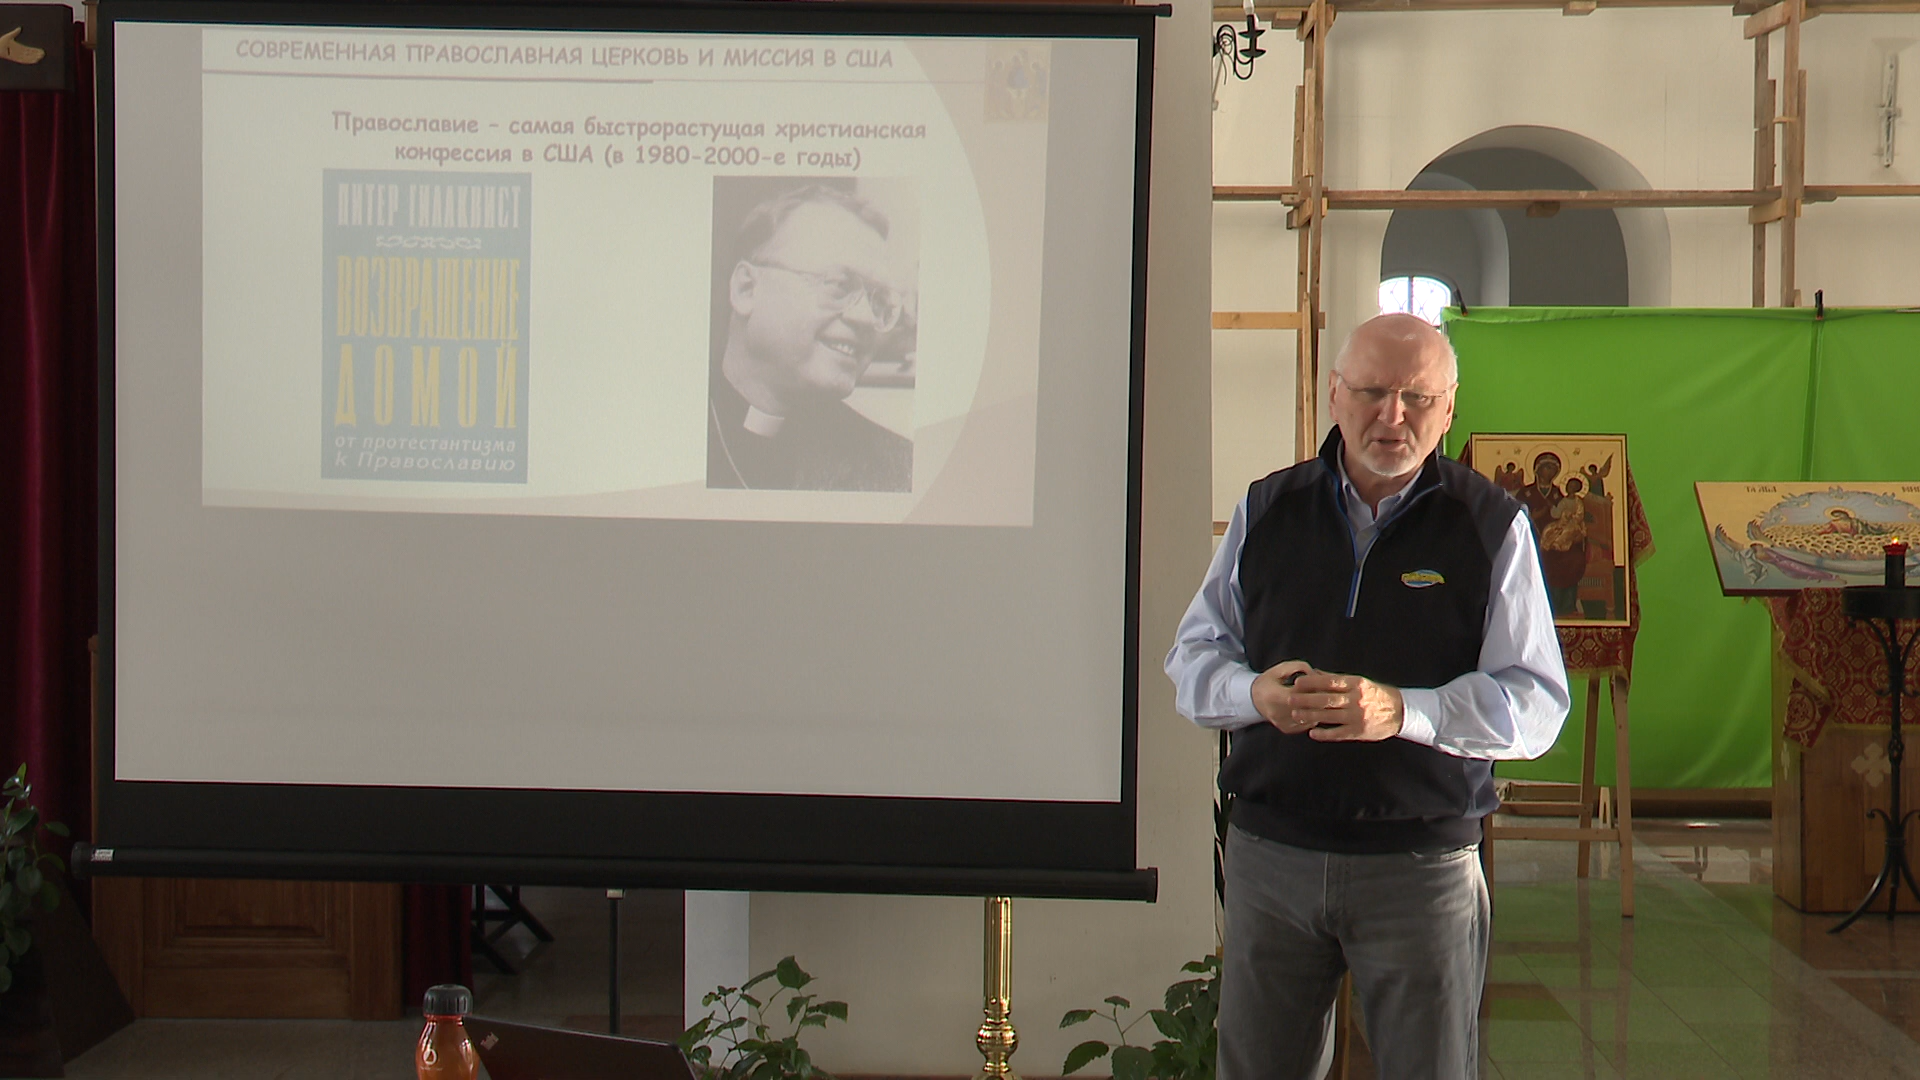 СОВРЕМЕННАЯ ПРАВОСЛАВНАЯ ЦЕРКОВЬ И МИССИЯ В США
Православие - самая быстрорастущая христианская
конфессия в США (в 1980-2000-е годы)
ПИТЕР ГИЛЛКВИСТ
ВОЗВРАЩЕНИЕ
ДОМОЙ
от протестантизма
к Православию